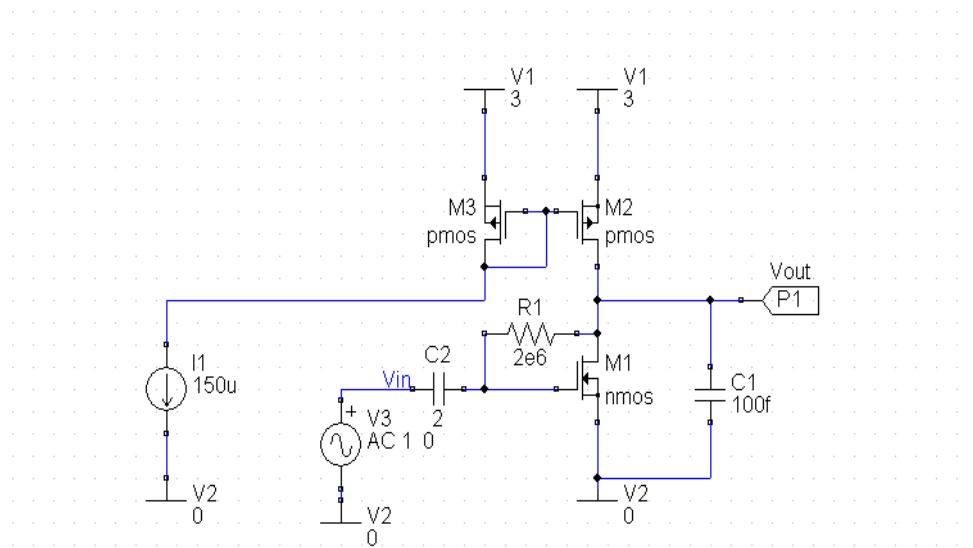 V1
3
V1
3
M3
pmos
M2
pmos
Vout
P1
R1
2e6
I1
150u
C2
2
Vin
+
V3
AC 1 0
M1
nmos
C1
100f
V2
0
V2
0
V2
0